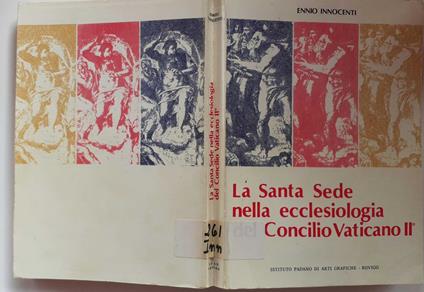 ENNIO INNOCENTI
La Santa Sede
nella ecclesiologia
del Concilio Vaticano II°
ISTITUTO PADANO DI ARTI GRAFICHE - ROVIGO
La Santa Sede nella ecclesiologia
del Concilio Vaticano II°
261
Inn